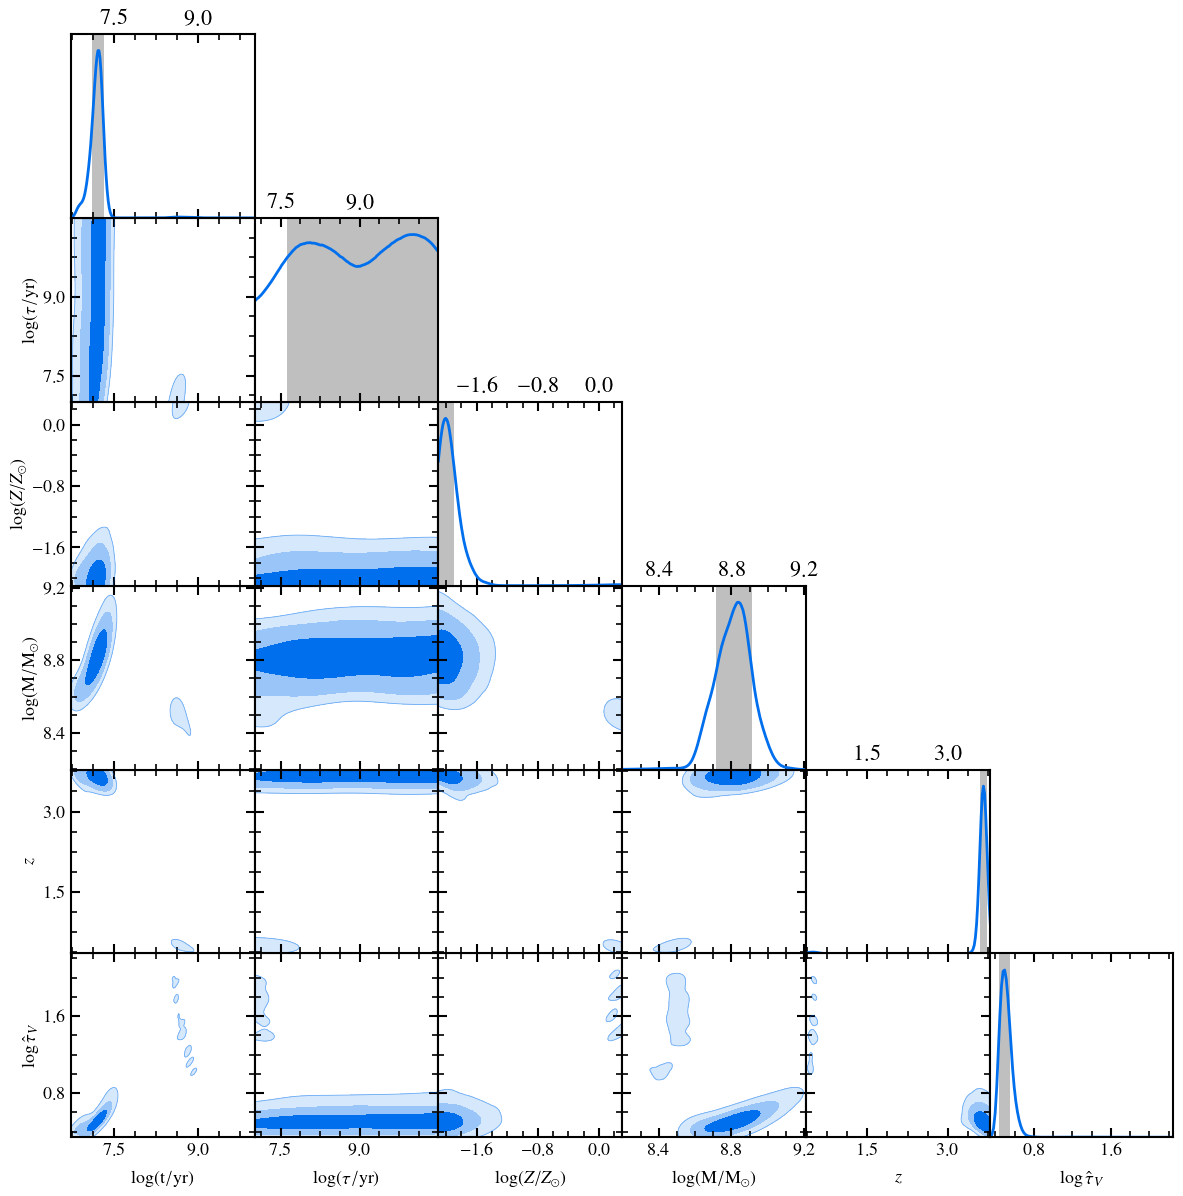 7.5 9.0
7.5 9.0
log(τ/yr)
9.0
7.5
−1.6 −0.8 0.0
log(Z/Z⊙)
0.0
−0.8
−1.6
8.4 8.8 9.2
log(M/M⊙)
9.2
8.8
8.4
1.5 3.0
z
3.0
1.5
log τ̂V
1.6
0.8
7.5 9.0 7.5 9.0 −1.6 −0.8 0.0 8.4 8.8 9.2 1.5 3.0 0.8 1.6
log(t/yr) log(τ/yr) log(Z/Z⊙) log(M/M⊙) z log τ̂V